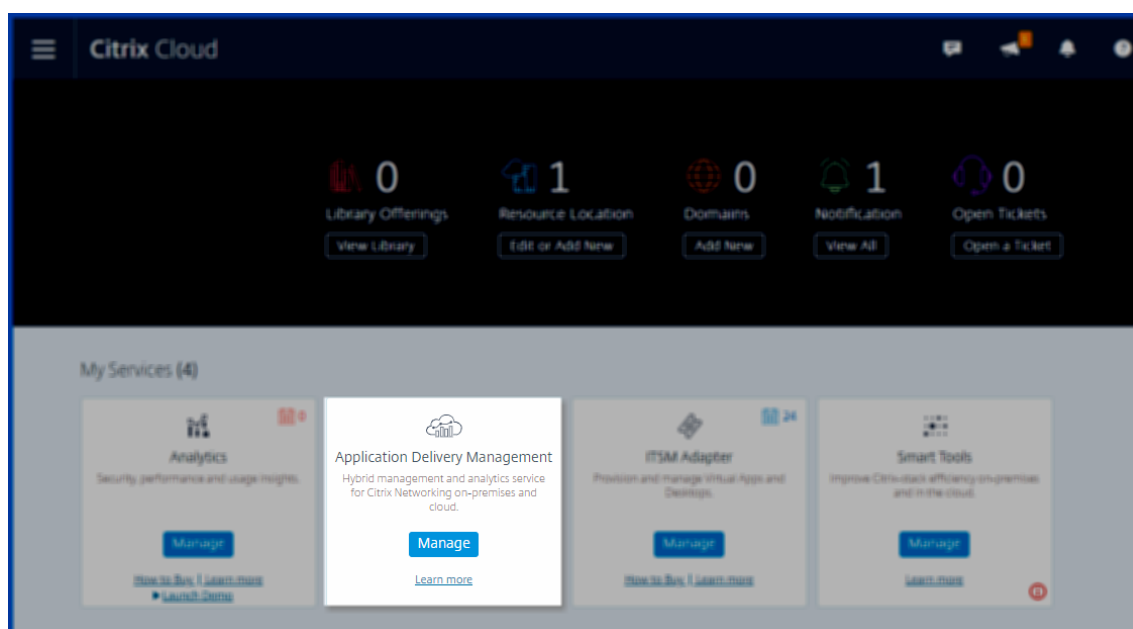 Citrix Cloud
0
1
0
1
0
Library Offerings
Resource Location
Domains
Notification
Open Tickets
View Library
Edit or Add New
Add New
View All
Open a Ticket
My Services (4)
0
24
Analytics
Application Delivery Management
ITSM Adapter
Smart Tools
Security, performance and usage insights.
Hybrid management and analytics service
for Citrix Networking on-premises and
cloud.
Provision and manage Virtual Apps and
Desktops.
Improve Citrix-stack efficiency on-premises
and in the cloud.
Manage
Manage
Manage
Manage
How to Buy | Learn more
Launch Demo
Learn more
How to Buy | Learn more
Learn more